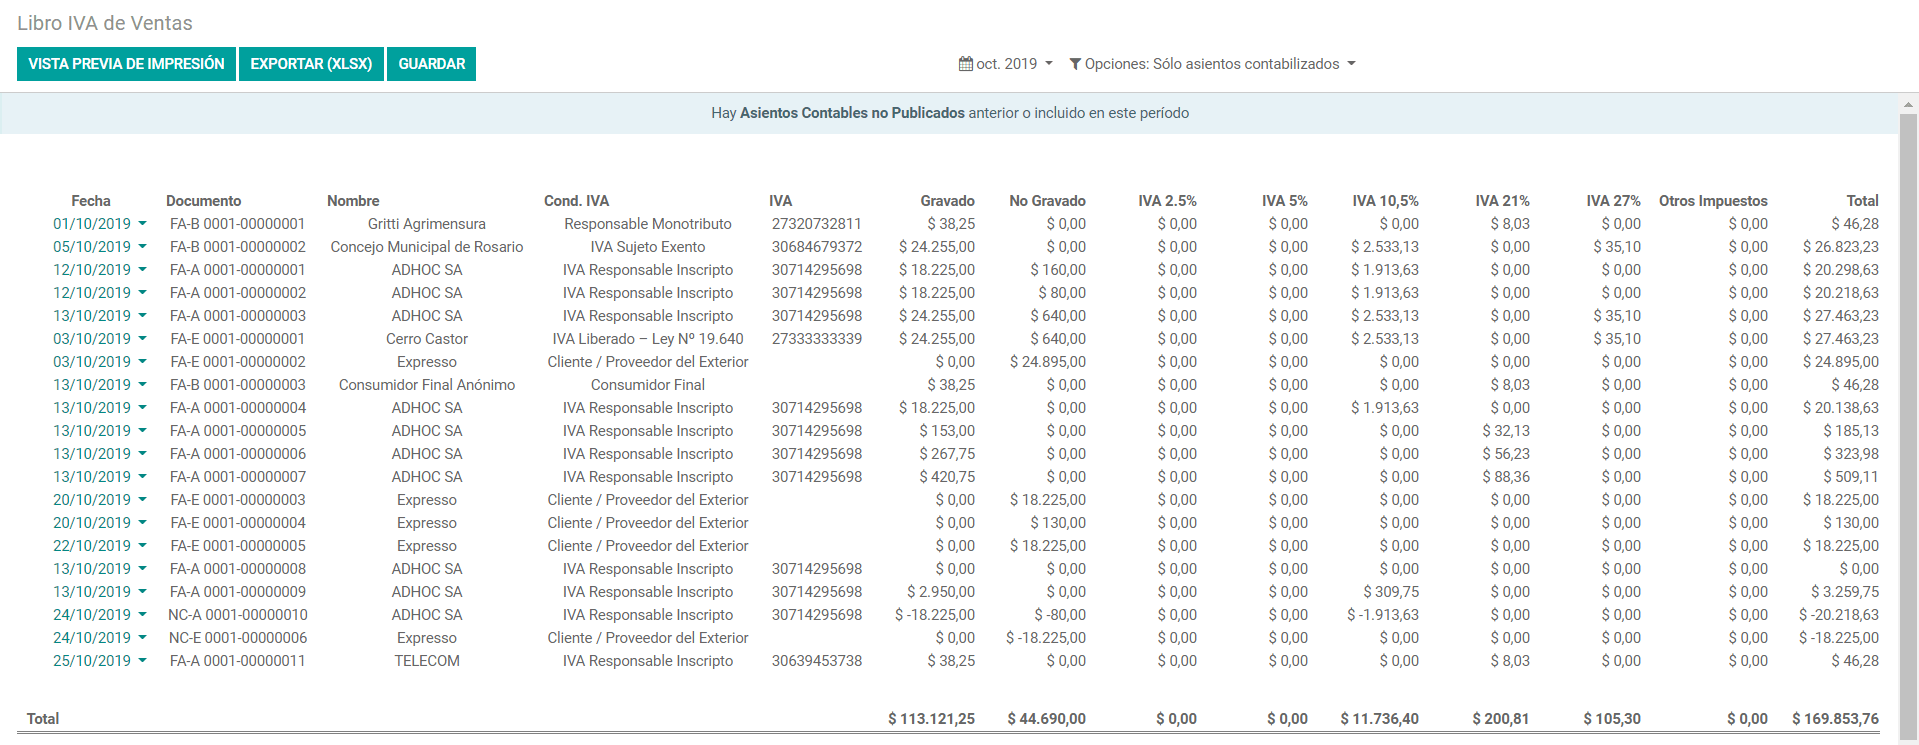 Libro IVA de Ventas
VISTA PREVIA DE IMPRESIÓN EXPORTAR (XLSX) GUARDAR oct. 2019 Opciones: Sólo asientos contabilizados
Hay Asientos Contables no Publicados anterior o incluido en este período
Fecha Documento Nombre Cond. IVA IVA Gravado No Gravado IVA 2.5% IVA 5% IVA 10,5% IVA 21% IVA 27% Otros Impuestos Total
01/10/2019 FA-B 0001-00000001 Gritti Agrimensura Responsable Monotributo 27320732811 $ 38,25 $ 0,00 $ 0,00 $ 0,00 $ 0,00 $ 8,03 $ 0,00 $ 0,00 $ 46,28
05/10/2019 FA-B 0001-00000002 Concejo Municipal de Rosario IVA Sujeto Exento 30684679372 $ 24.255,00 $ 0,00 $ 0,00 $ 0,00 $ 2.533,13 $ 0,00 $ 35,10 $ 0,00 $ 26.823,23
12/10/2019 FA-A 0001-00000001 ADHOC SA IVA Responsable Inscripto 30714295698 $ 18.225,00 $ 160,00 $ 0,00 $ 0,00 $ 1.913,63 $ 0,00 $ 0,00 $ 0,00 $ 20.298,63
12/10/2019 FA-A 0001-00000002 ADHOC SA IVA Responsable Inscripto 30714295698 $ 18.225,00 $ 80,00 $ 0,00 $ 0,00 $ 1.913,63 $ 0,00 $ 0,00 $ 0,00 $ 20.218,63
13/10/2019 FA-A 0001-00000003 ADHOC SA IVA Responsable Inscripto 30714295698 $ 24.255,00 $ 640,00 $ 0,00 $ 0,00 $ 2.533,13 $ 0,00 $ 35,10 $ 0,00 $ 27.463,23
03/10/2019 FA-E 0001-00000001 Cerro Castor IVA Liberado – Ley Nº 19.640 27333333339 $ 24.255,00 $ 640,00 $ 0,00 $ 0,00 $ 2.533,13 $ 0,00 $ 35,10 $ 0,00 $ 27.463,23
03/10/2019 FA-E 0001-00000002 Expresso Cliente / Proveedor del Exterior $ 0,00 $ 24.895,00 $ 0,00 $ 0,00 $ 0,00 $ 0,00 $ 0,00 $ 0,00 $ 24.895,00
13/10/2019 FA-B 0001-00000003 Consumidor Final Anónimo Consumidor Final $ 38,25 $ 0,00 $ 0,00 $ 0,00 $ 0,00 $ 8,03 $ 0,00 $ 0,00 $ 46,28
13/10/2019 FA-A 0001-00000004 ADHOC SA IVA Responsable Inscripto 30714295698 $ 18.225,00 $ 0,00 $ 0,00 $ 0,00 $ 1.913,63 $ 0,00 $ 0,00 $ 0,00 $ 20.138,63
13/10/2019 FA-A 0001-00000005 ADHOC SA IVA Responsable Inscripto 30714295698 $ 153,00 $ 0,00 $ 0,00 $ 0,00 $ 0,00 $ 32,13 $ 0,00 $ 0,00 $ 185,13
13/10/2019 FA-A 0001-00000006 ADHOC SA IVA Responsable Inscripto 30714295698 $ 267,75 $ 0,00 $ 0,00 $ 0,00 $ 0,00 $ 56,23 $ 0,00 $ 0,00 $ 323,98
13/10/2019 FA-A 0001-00000007 ADHOC SA IVA Responsable Inscripto 30714295698 $ 420,75 $ 0,00 $ 0,00 $ 0,00 $ 0,00 $ 88,36 $ 0,00 $ 0,00 $ 509,11
20/10/2019 FA-E 0001-00000003 Expresso Cliente / Proveedor del Exterior $ 0,00 $ 18.225,00 $ 0,00 $ 0,00 $ 0,00 $ 0,00 $ 0,00 $ 0,00 $ 18.225,00
20/10/2019 FA-E 0001-00000004 Expresso Cliente / Proveedor del Exterior $ 0,00 $ 130,00 $ 0,00 $ 0,00 $ 0,00 $ 0,00 $ 0,00 $ 0,00 $ 130,00
22/10/2019 FA-E 0001-00000005 Expresso Cliente / Proveedor del Exterior $ 0,00 $ 18.225,00 $ 0,00 $ 0,00 $ 0,00 $ 0,00 $ 0,00 $ 0,00 $ 18.225,00
13/10/2019 FA-A 0001-00000008 ADHOC SA IVA Responsable Inscripto 30714295698 $ 0,00 $ 0,00 $ 0,00 $ 0,00 $ 0,00 $ 0,00 $ 0,00 $ 0,00 $ 0,00
13/10/2019 FA-A 0001-00000009 ADHOC SA IVA Responsable Inscripto 30714295698 $ 2.950,00 $ 0,00 $ 0,00 $ 0,00 $ 309,75 $ 0,00 $ 0,00 $ 0,00 $ 3.259,75
24/10/2019 NC-A 0001-00000010 ADHOC SA IVA Responsable Inscripto 30714295698 $ -18.225,00 $ -80,00 $ 0,00 $ 0,00 $ -1.913,63 $ 0,00 $ 0,00 $ 0,00 $ -20.218,63
24/10/2019 NC-E 0001-00000006 Expresso Cliente / Proveedor del Exterior $ 0,00 $ -18.225,00 $ 0,00 $ 0,00 $ 0,00 $ 0,00 $ 0,00 $ 0,00 $ -18.225,00
25/10/2019 FA-A 0001-00000011 TELECOM IVA Responsable Inscripto 30639453738 $ 38,25 $ 0,00 $ 0,00 $ 0,00 $ 0,00 $ 8,03 $ 0,00 $ 0,00 $ 46,28
Total $ 113.121,25 $ 44.690,00 $ 0,00 $ 0,00 $ 11.736,40 $ 200,81 $ 105,30 $ 0,00 $ 169.853,76